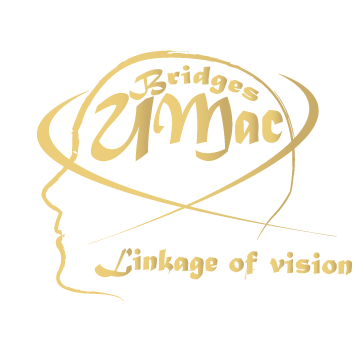 Bridges
UMac
Linkage of vision